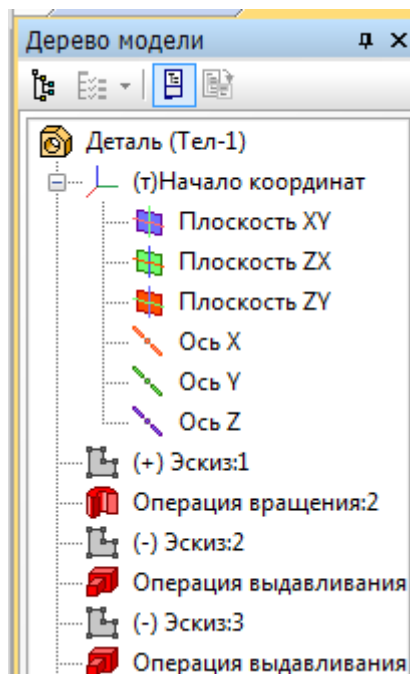 Дерево модели
Деталь (Тел-1)
(т)Начало координат
Плоскость XY
Плоскость ZX
Плоскость ZY
Ось X
Ось Y
Ось Z
(+) Эскиз:1
Операция вращения:2
(-) Эскиз:2
Операция выдавливания
(-) Эскиз:3
Операция выдавливания